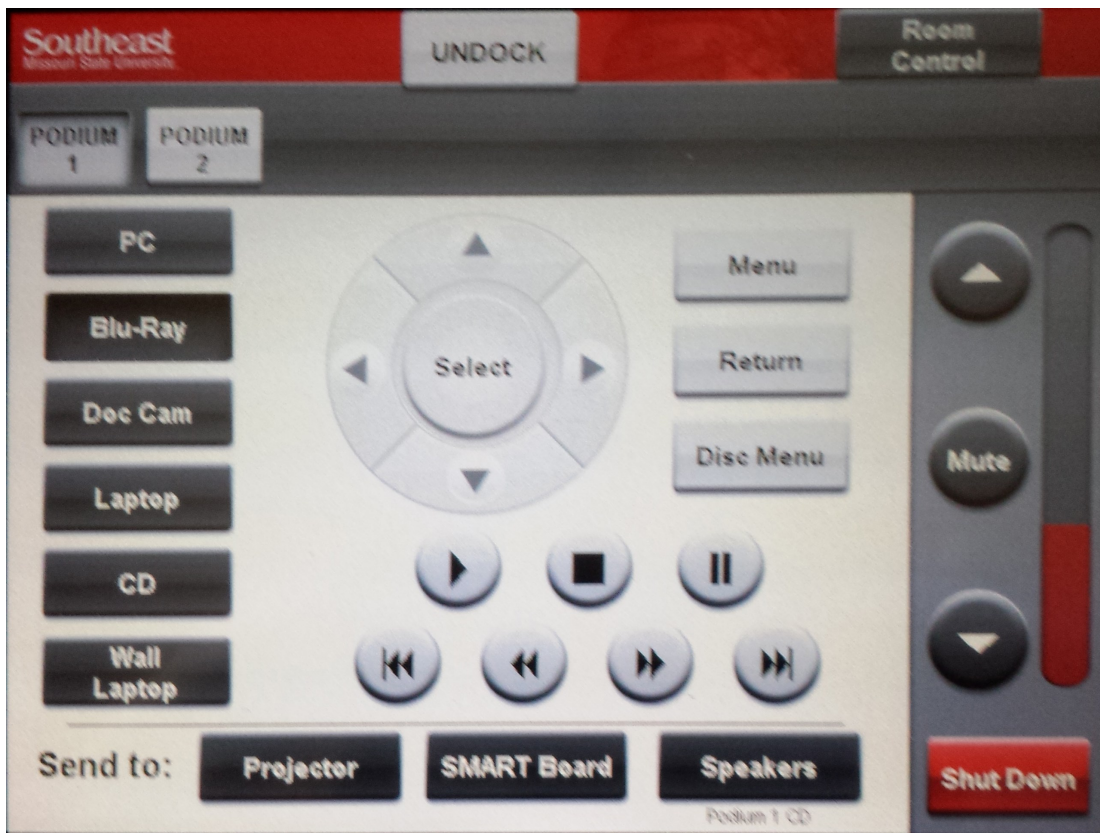 Southeast
Missouri State University
UNDOCK
Room
Control
PODIUM
1
PODIUM
2
PC
Blu-Ray
Doc Cam
Laptop
CD
Wall
Laptop
Select
Menu
Return
Disc Menu
Mute
Send to:
Projector
SMART Board
Speakers
Podium 1 CD
Shut Down